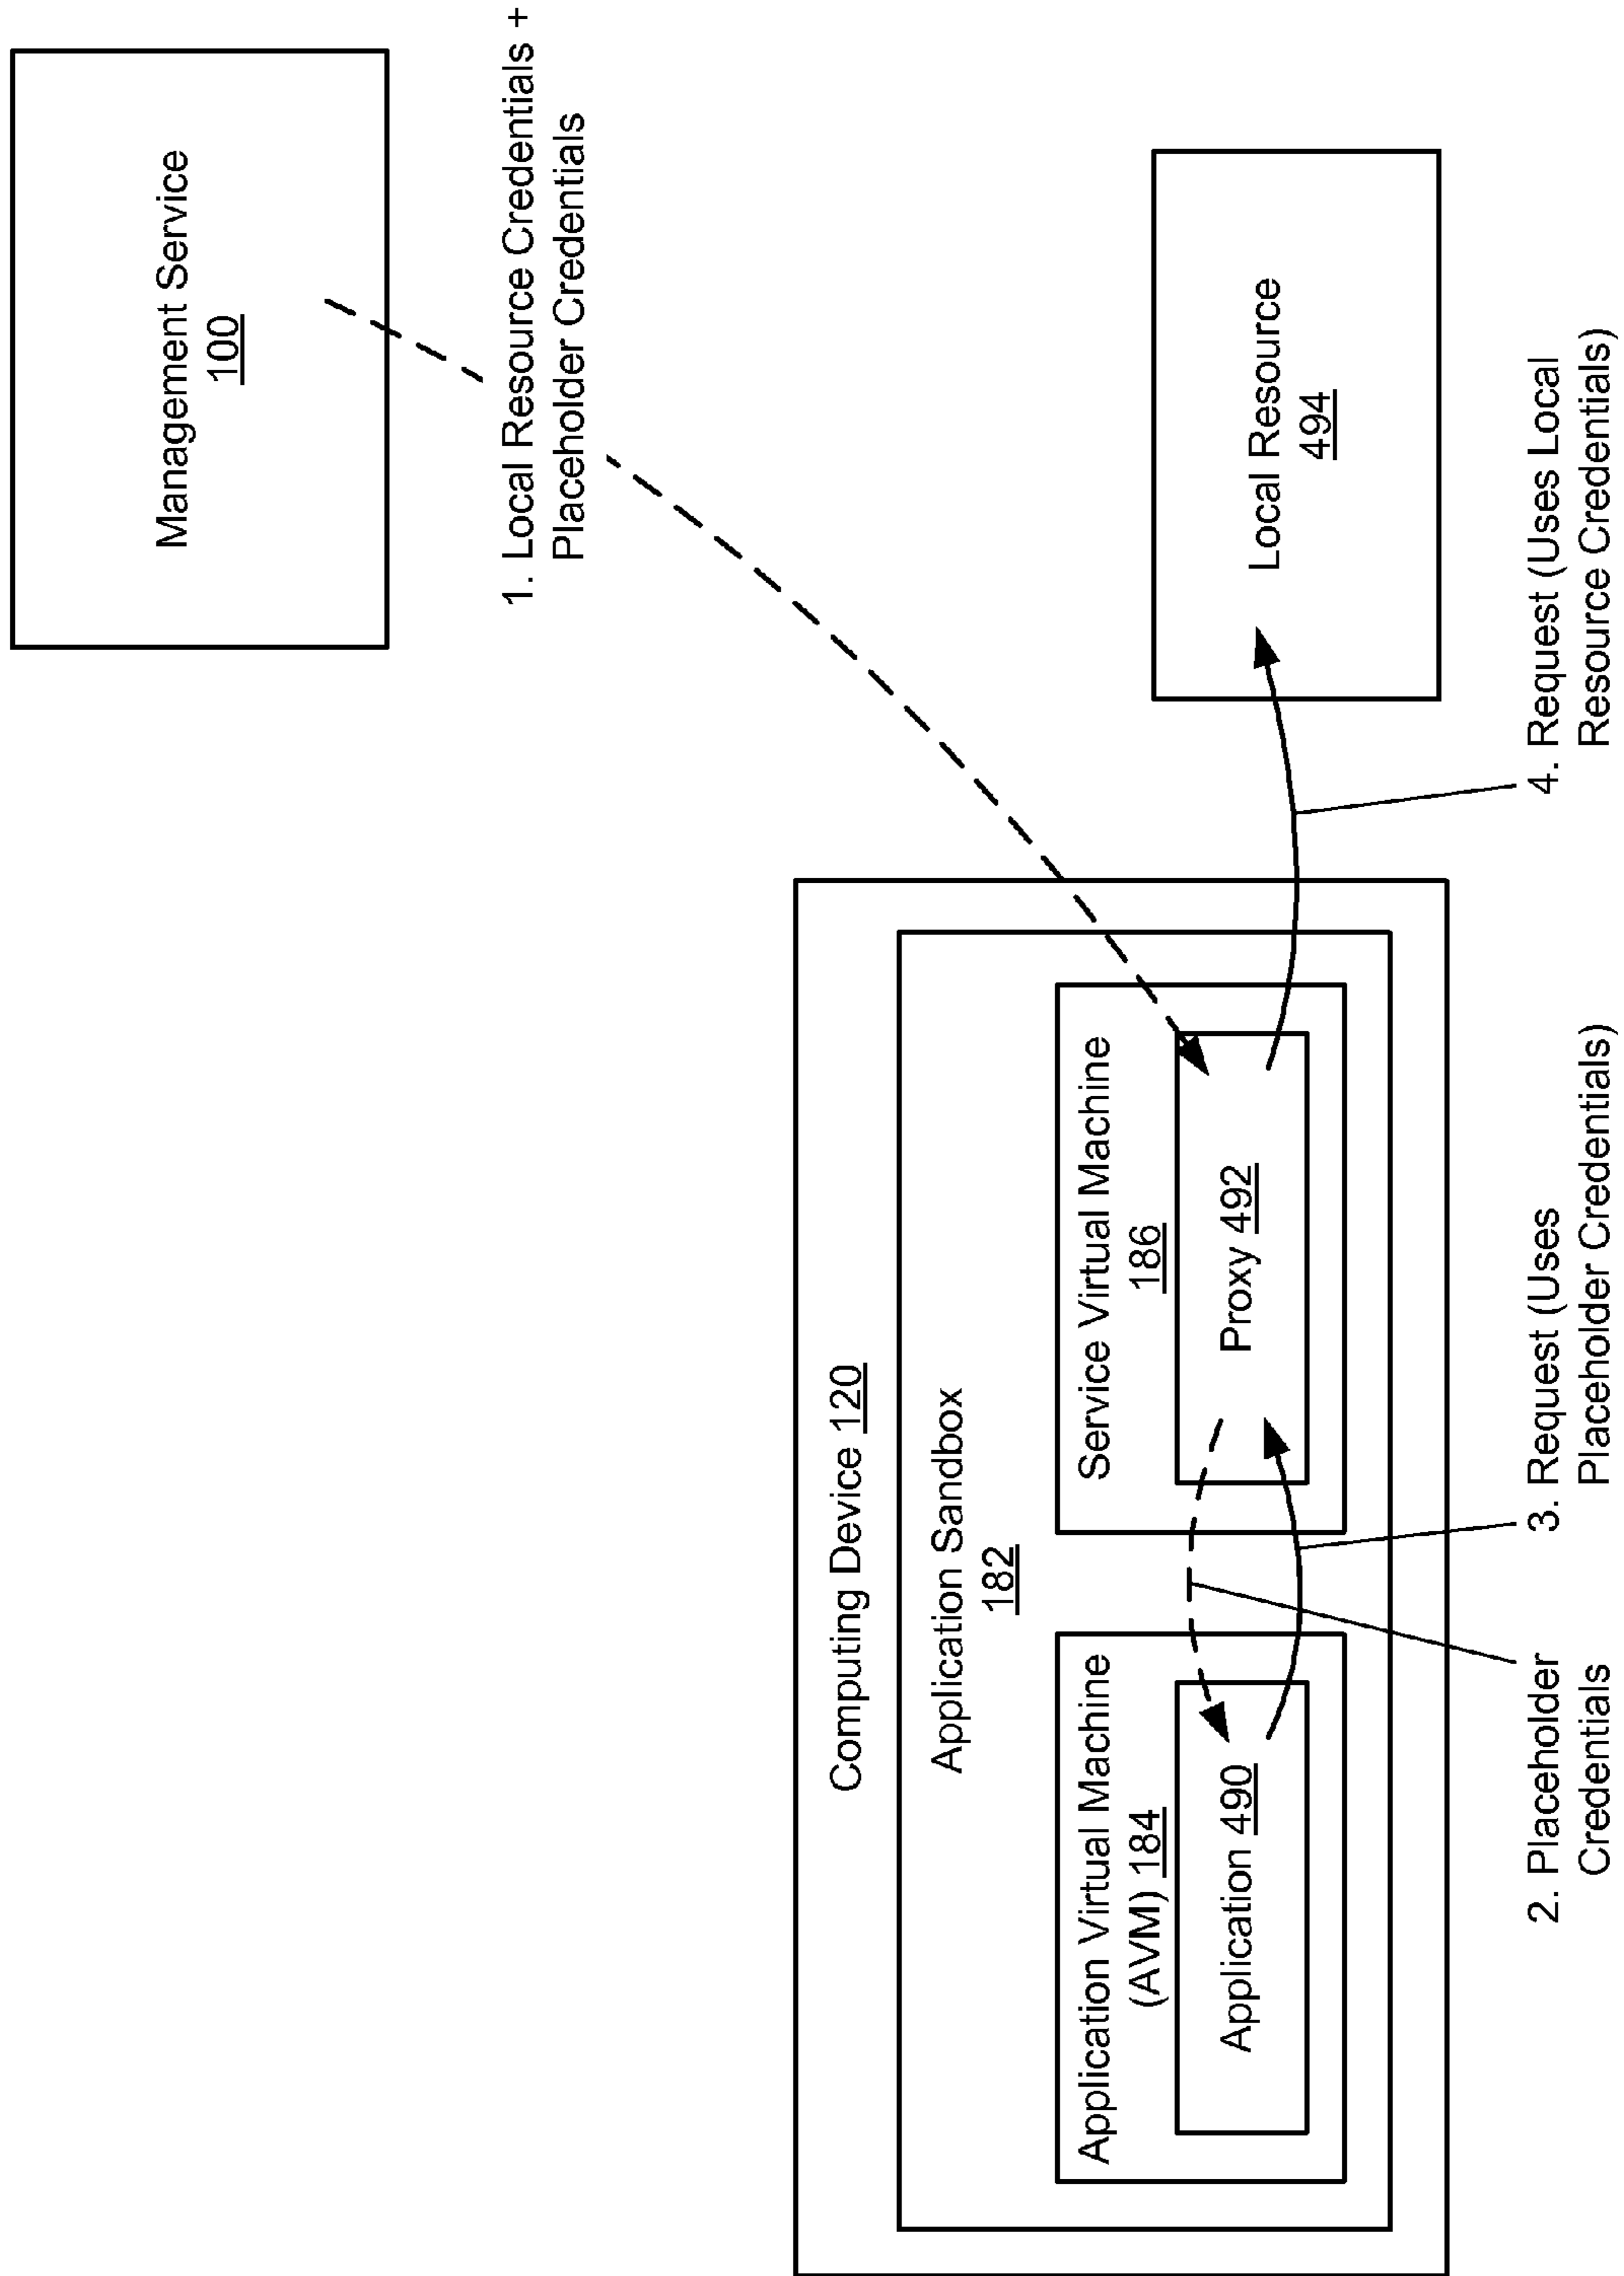 Management Service
100
1. Local Resource Credentials +
Placeholder Credentials
Computing Device 120
Application Sandbox
182
Application Virtual Machine
(AVM) 184
Application 490
Service Virtual Machine
186
Proxy 492
Local Resource
494
2. Placeholder
Credentials
3. Request (Uses
Placeholder Credentials)
4. Request (Uses Local
Resource Credentials)